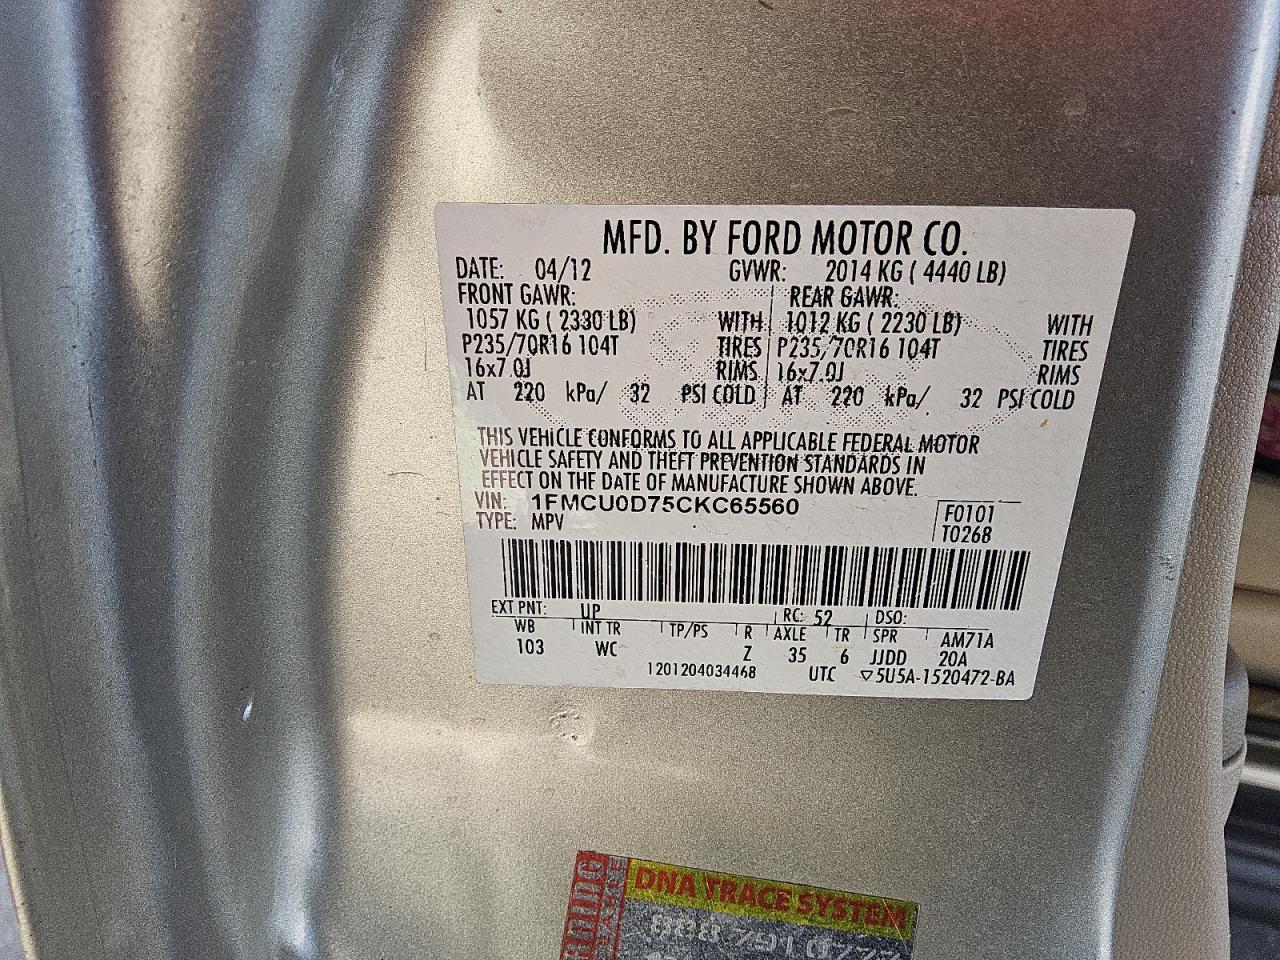 MFD. BY FORD MOTOR CO.
DATE: 04/12 GVWR: 2014 KG ( 4440 LB)
FRONT GAWR: REAR GAWR:
1057 KG ( 2330 LB) WITH 1012 KG ( 2230 LB) WITH
P235/70R16 104T TIRES P235/70R16 104T TIRES
16x7.0J RIMS 16x7.0J RIMS
AT 220 kPa/ 32 PSI COLD AT 220 kPa/ 32 PSI COLD
THIS VEHICLE CONFORMS TO ALL APPLICABLE FEDERAL MOTOR
VEHICLE SAFETY AND THEFT PREVENTION STANDARDS IN
EFFECT ON THE DATE OF MANUFACTURE SHOWN ABOVE.
VIN: 1FMCU0D75CKC65560 F0101
TYPE: MPV T0268
EXT PNT: UP RC: 52 DSO:
WB INT TR TP/PS R AXLE TR SPR AM71A
103 WC Z 35 6 JJDD 20A
1201204034468 UTC ▽5U5A-1520472-BA
DNA TRACE SYSTEM